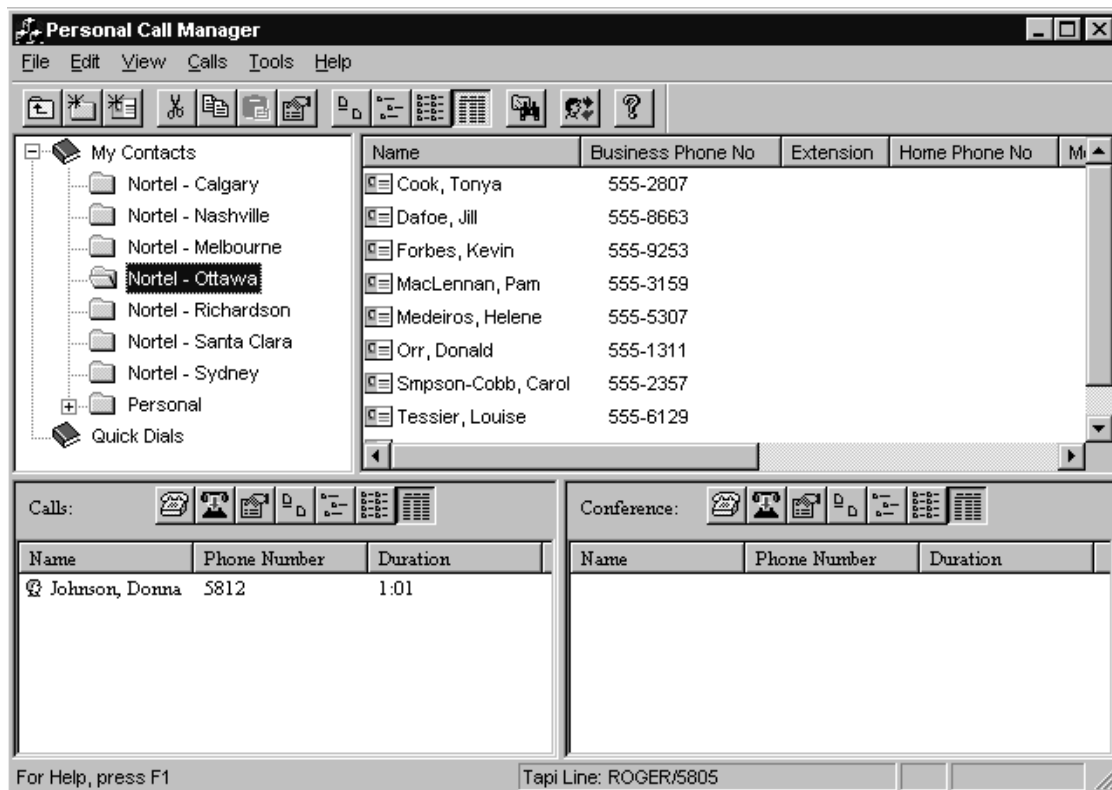 Personal Call Manager
File Edit View Calls Tools Help
My Contacts
Nortel - Calgary
Nortel - Nashville
Nortel - Melbourne
Nortel - Ottawa
Nortel - Richardson
Nortel - Santa Clara
Nortel - Sydney
Personal
Quick Dials
Name Business Phone No Extension Home Phone No
Cook, Tonya 555-2807
Dafoe, Jill 555-8663
Forbes, Kevin 555-9253
MacLennan, Pam 555-3159
Medeiros, Helene 555-5307
Orr, Donald 555-1311
Smpson-Cobb, Carol 555-2357
Tessier, Louise 555-6129
Calls:
Name Phone Number Duration
Johnson, Donna 5812 1:01
Conference:
Name Phone Number Duration
For Help, press F1 Tapi Line: ROGER/5805